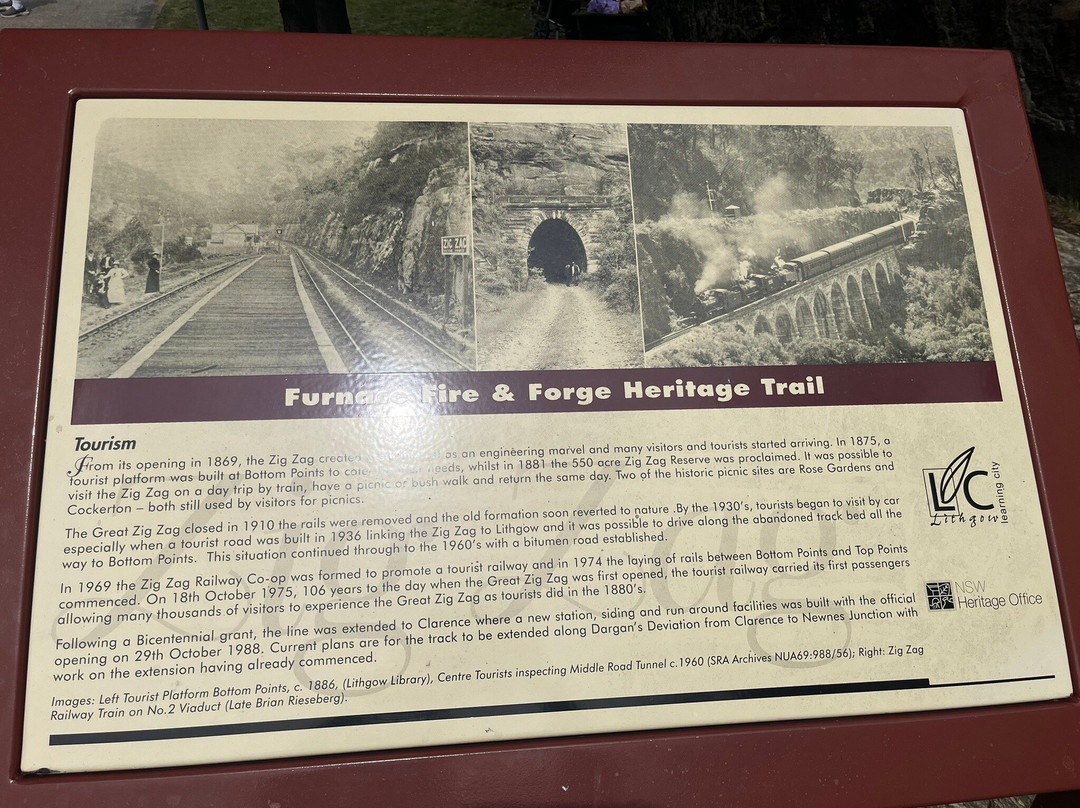 ZIG ZAG
Furnace Fire & Forge Heritage Trail
Tourism
From its opening in 1869, the Zig Zag created as an engineering marvel and many visitors and tourists started arriving. In 1875, a
tourist platform was built at Bottom Points to cater needs, whilst in 1881 the 550 acre Zig Zag Reserve was proclaimed. It was possible to
visit the Zig Zag on a day trip by train, have a picnic or bush walk and return the same day. Two of the historic picnic sites are Rose Gardens and
Cockerton – both still used by visitors for picnics.
The Great Zig Zag closed in 1910 the rails were removed and the old formation soon reverted to nature .By the 1930's, tourists began to visit by car
especially when a tourist road was built in 1936 linking the Zig Zag to Lithgow and it was possible to drive along the abandoned track bed all the
way to Bottom Points. This situation continued through to the 1960's with a bitumen road established.
In 1969 the Zig Zag Railway Co-op was formed to promote a tourist railway and in 1974 the laying of rails between Bottom Points and Top Points
commenced. On 18th October 1975, 106 years to the day when the Great Zig Zag was first opened, the tourist railway carried its first passengers
allowing many thousands of visitors to experience the Great Zig Zag as tourists did in the 1880's.
Following a Bicentennial grant, the line was extended to Clarence where a new station, siding and run around facilities was built with the official
opening on 29th October 1988. Current plans are for the track to be extended along Dargan's Deviation from Clarence to Newnes Junction with
work on the extension having already commenced.
Images: Left Tourist Platform Bottom Points, c. 1886, (Lithgow Library), Centre Tourists inspecting Middle Road Tunnel c.1960 (SRA Archives NUA69:988/56); Right: Zig Zag
Railway Train on No.2 Viaduct (Late Brian Rieseberg).
LLC
Lithgow
learning city
NSW
Heritage Office
Zig Zag